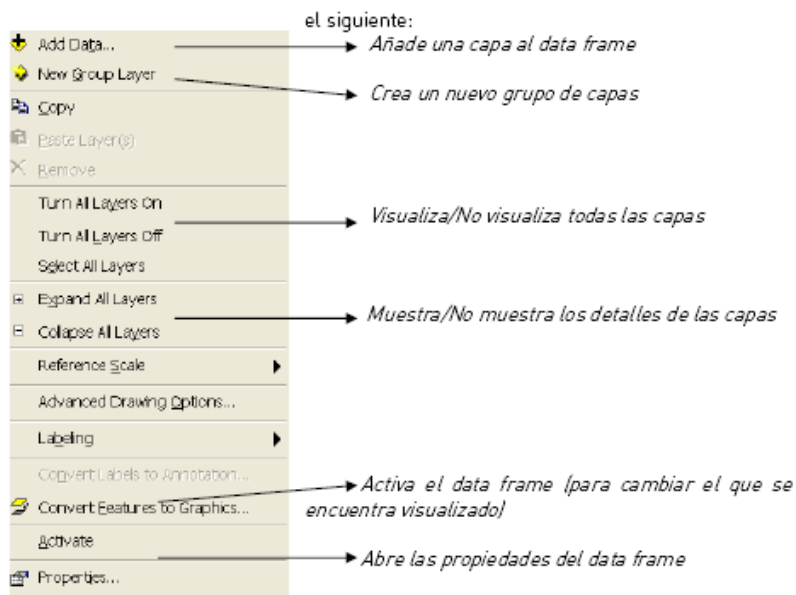 el siguiente:
Add Data...
Añade una capa al data frame
New Group Layer
Crea un nuevo grupo de capas
Copy
Paste Layer(s)
Remove
Turn All Layers On
Visualiza/No visualiza todas las capas
Turn All Layers Off
Select All Layers
Expand All Layers
Muestra/No muestra los detalles de las capas
Collapse All Layers
Reference Scale
Advanced Drawing Options...
Labeling
Convert Labels to Annotation...
Activa el data frame (para cambiar el que se
encuentra visualizado)
Convert Features to Graphics...
Activate
Abre las propiedades del data frame
Properties...